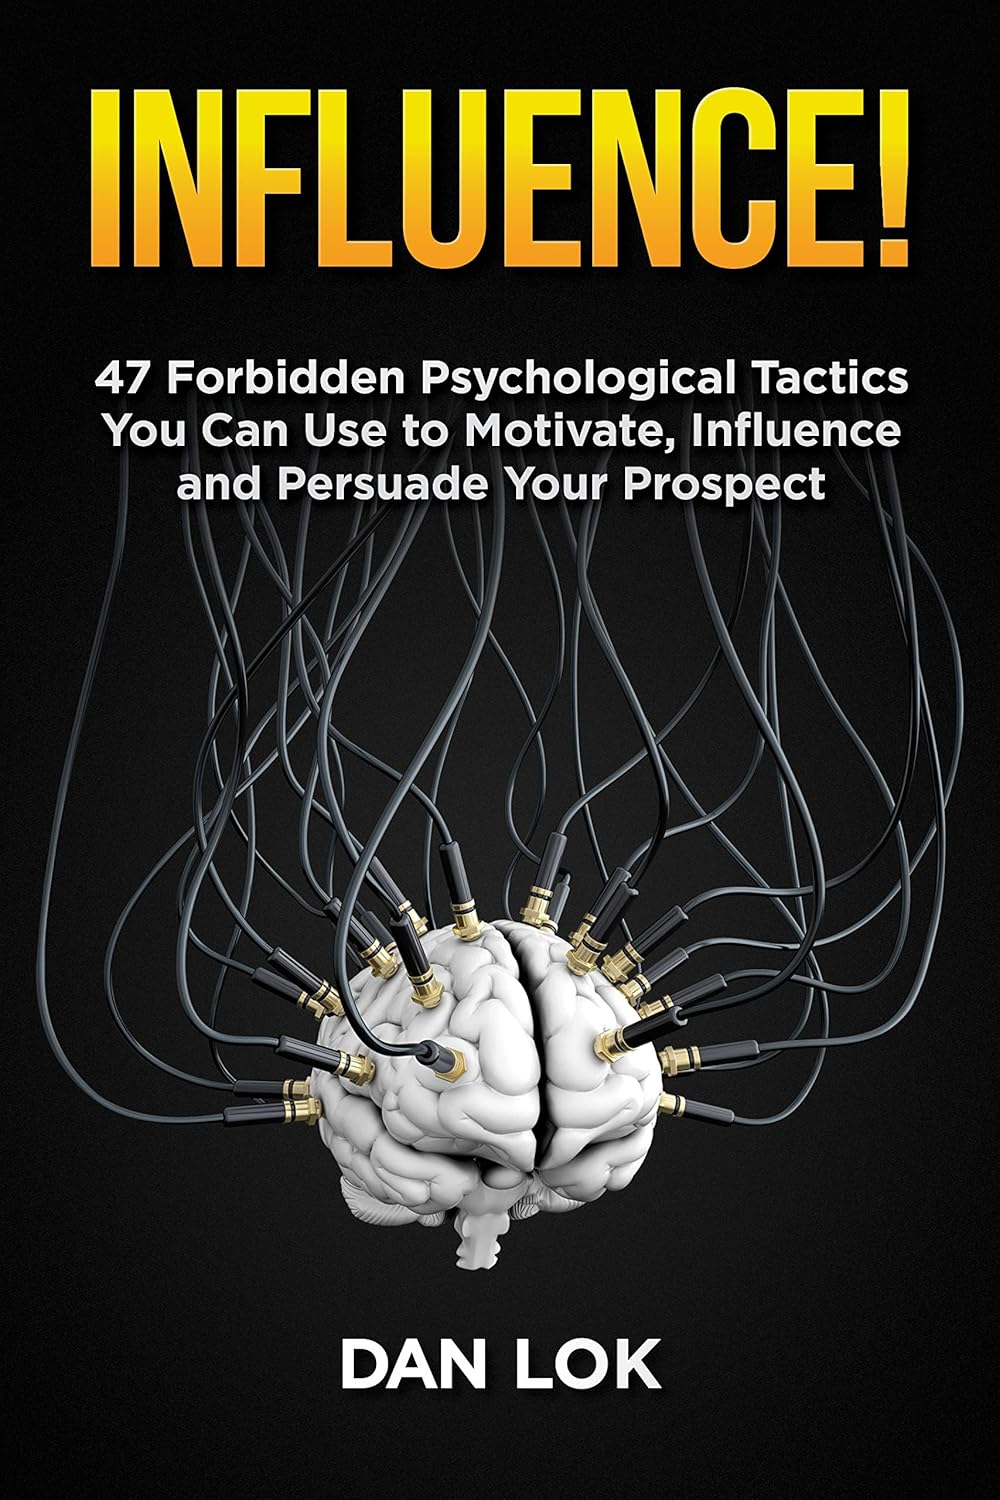 INFLUENCE!
47 Forbidden Psychological Tactics
You Can Use to Motivate, Influence
and Persuade Your Prospect
DAN LOK